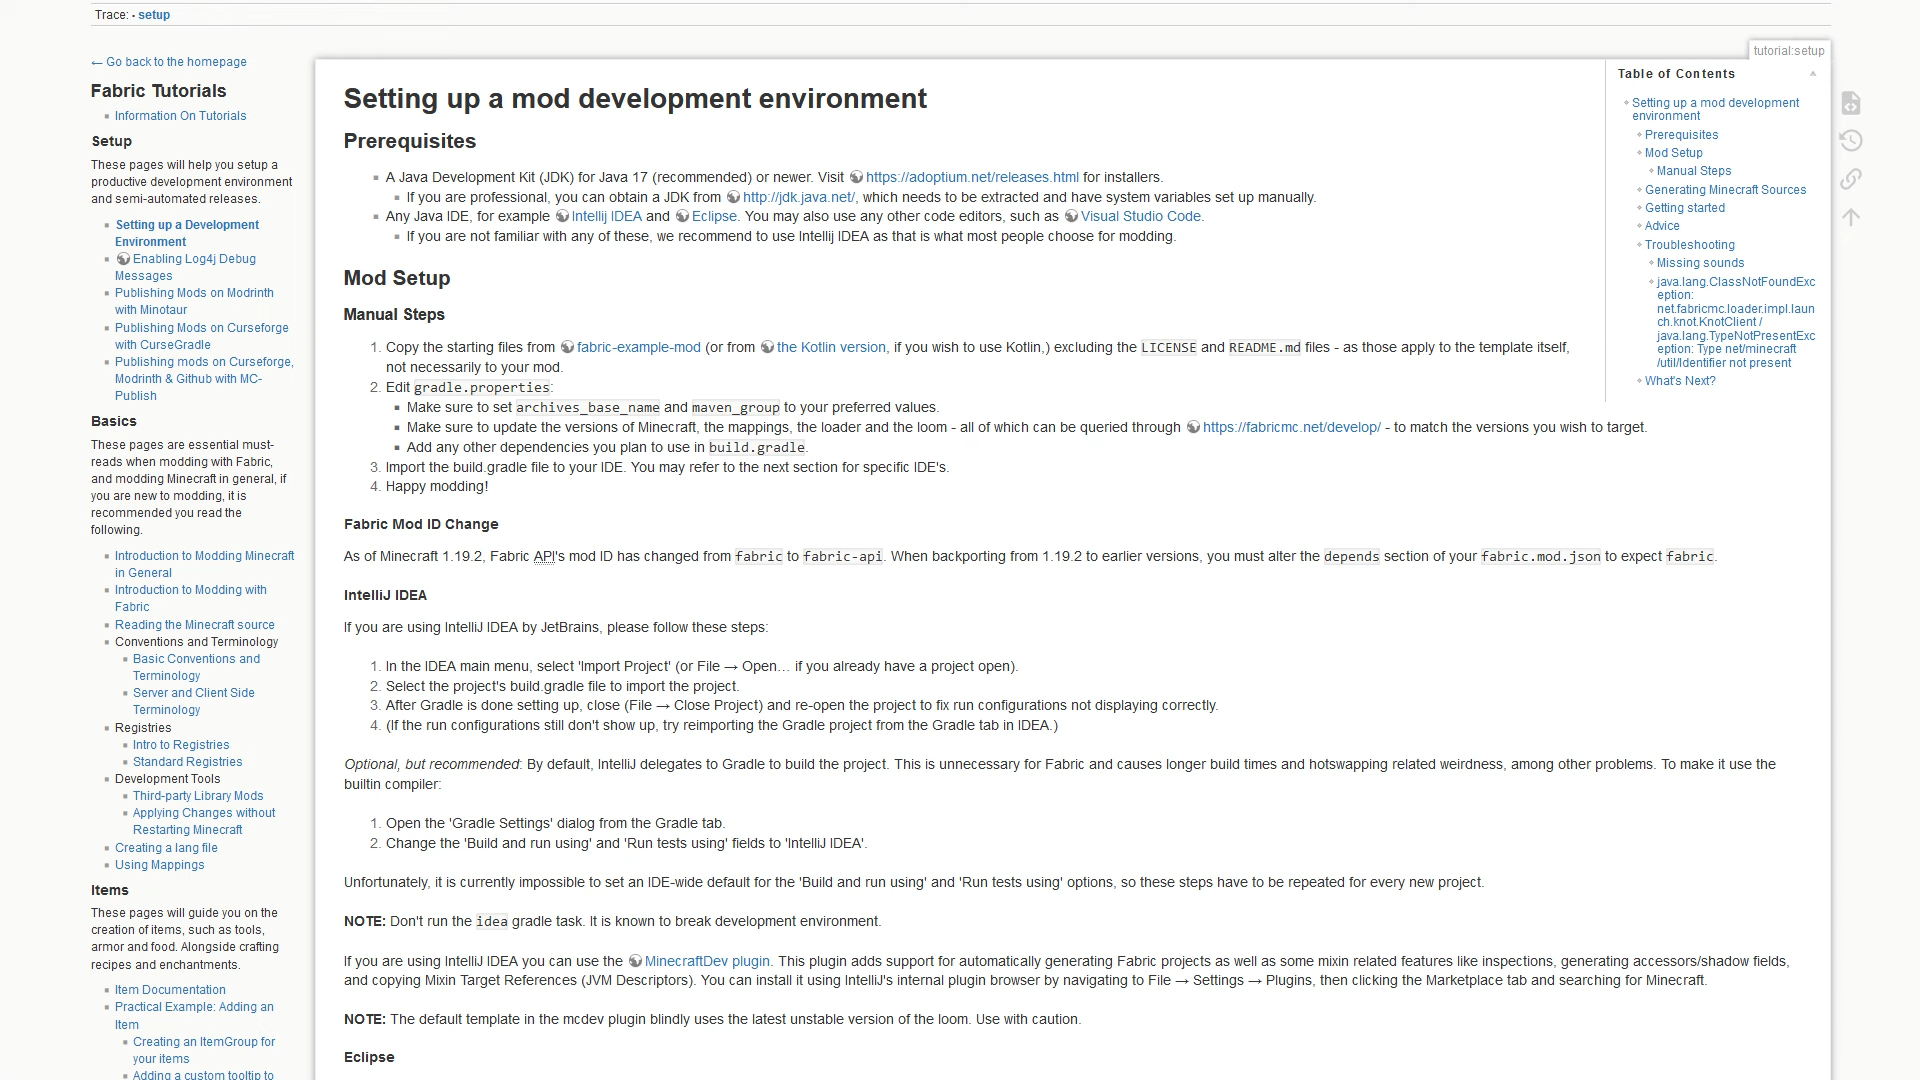 Trace: • setup
← Go back to the homepage
Fabric Tutorials
Information On Tutorials
Setup
These pages will help you setup a
productive development environment
and semi-automated releases.
Setting up a Development
Environment
Enabling Log4j Debug
Messages
Publishing Mods on Modrinth
with Minotaur
Publishing Mods on Curseforge
with CurseGradle
Publishing mods on Curseforge,
Modrinth & Github with MC-
Publish
Basics
These pages are essential must-
reads when modding with Fabric,
and modding Minecraft in general, if
you are new to modding, it is
recommended you read the
following.
Introduction to Modding Minecraft
in General
Introduction to Modding with
Fabric
Reading the Minecraft source
Conventions and Terminology
Basic Conventions and
Terminology
Server and Client Side
Terminology
Registries
Intro to Registries
Standard Registries
Development Tools
Third-party Library Mods
Applying Changes without
Restarting Minecraft
Creating a lang file
Using Mappings
Items
These pages will guide you on the
creation of items, such as tools,
armor and food. Alongside crafting
recipes and enchantments.
Item Documentation
Practical Example: Adding an
Item
Creating an ItemGroup for
your items
Adding a custom tooltip to
tutorial:setup
Setting up a mod development environment
Prerequisites
A Java Development Kit (JDK) for Java 17 (recommended) or newer. Visit https://adoptium.net/releases.html for installers.
If you are professional, you can obtain a JDK from http://jdk.java.net/, which needs to be extracted and have system variables set up manually.
Any Java IDE, for example Intellij IDEA and Eclipse. You may also use any other code editors, such as Visual Studio Code.
If you are not familiar with any of these, we recommend to use Intellij IDEA as that is what most people choose for modding.
Mod Setup
Manual Steps
1. Copy the starting files from fabric-example-mod (or from the Kotlin version, if you wish to use Kotlin,) excluding the LICENSE and README.md files - as those apply to the template itself,
not necessarily to your mod.
2. Edit gradle.properties:
Make sure to set archives_base_name and maven_group to your preferred values.
Make sure to update the versions of Minecraft, the mappings, the loader and the loom - all of which can be queried through https://fabricmc.net/develop/ - to match the versions you wish to target.
Add any other dependencies you plan to use in build.gradle.
3. Import the build.gradle file to your IDE. You may refer to the next section for specific IDE's.
4. Happy modding!
Fabric Mod ID Change
As of Minecraft 1.19.2, Fabric API's mod ID has changed from fabric to fabric-api. When backporting from 1.19.2 to earlier versions, you must alter the depends section of your fabric.mod.json to expect fabric.
IntelliJ IDEA
If you are using IntelliJ IDEA by JetBrains, please follow these steps:
1. In the IDEA main menu, select 'Import Project' (or File → Open… if you already have a project open).
2. Select the project's build.gradle file to import the project.
3. After Gradle is done setting up, close (File → Close Project) and re-open the project to fix run configurations not displaying correctly.
4. (If the run configurations still don't show up, try reimporting the Gradle project from the Gradle tab in IDEA.)
Optional, but recommended: By default, IntelliJ delegates to Gradle to build the project. This is unnecessary for Fabric and causes longer build times and hotswapping related weirdness, among other problems. To make it use the
builtin compiler:
1. Open the 'Gradle Settings' dialog from the Gradle tab.
2. Change the 'Build and run using' and 'Run tests using' fields to 'IntelliJ IDEA'.
Unfortunately, it is currently impossible to set an IDE-wide default for the 'Build and run using' and 'Run tests using' options, so these steps have to be repeated for every new project.
NOTE: Don't run the idea gradle task. It is known to break development environment.
If you are using IntelliJ IDEA you can use the MinecraftDev plugin. This plugin adds support for automatically generating Fabric projects as well as some mixin related features like inspections, generating accessors/shadow fields,
and copying Mixin Target References (JVM Descriptors). You can install it using IntelliJ's internal plugin browser by navigating to File → Settings → Plugins, then clicking the Marketplace tab and searching for Minecraft.
NOTE: The default template in the mcdev plugin blindly uses the latest unstable version of the loom. Use with caution.
Eclipse
Table of Contents
Setting up a mod development
environment
Prerequisites
Mod Setup
Manual Steps
Generating Minecraft Sources
Getting started
Advice
Troubleshooting
Missing sounds
java.lang.ClassNotFoundExc
eption:
net.fabricmc.loader.impl.laun
ch.knot.KnotClient /
java.lang.TypeNotPresentExc
eption: Type net/minecraft
/util/Identifier not present
What's Next?